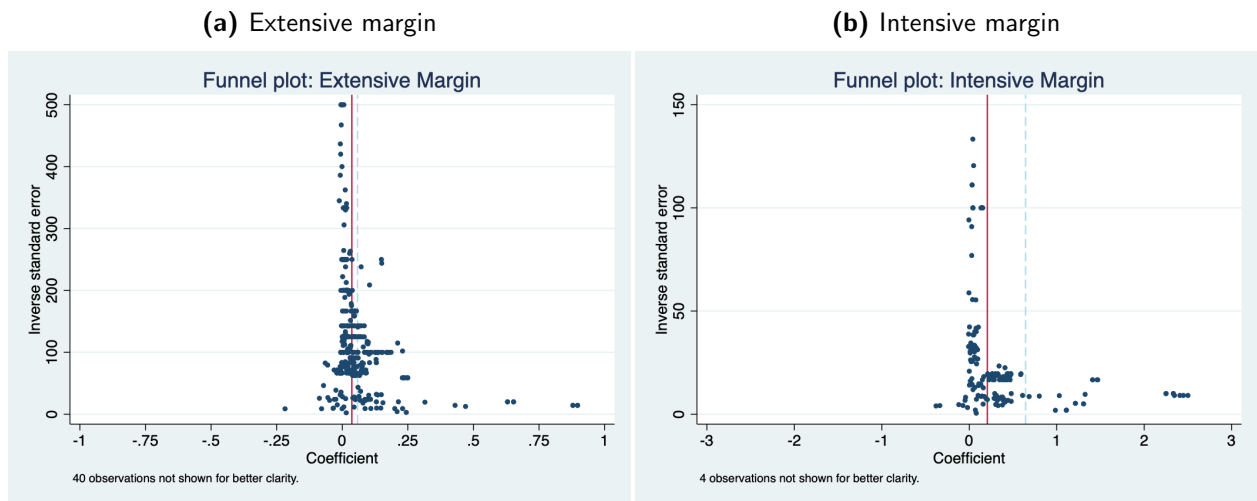 (a) Extensive margin
Funnel plot: Extensive Margin
Inverse standard error
500
400
300
200
100
0
-1 -.75 -.5 -.25 0 .25 .5 .75 1
Coefficient
40 observations not shown for better clarity.
(b) Intensive margin
Funnel plot: Intensive Margin
Inverse standard error
150
100
50
0
-3 -2 -1 0 1 2 3
Coefficient
4 observations not shown for better clarity.